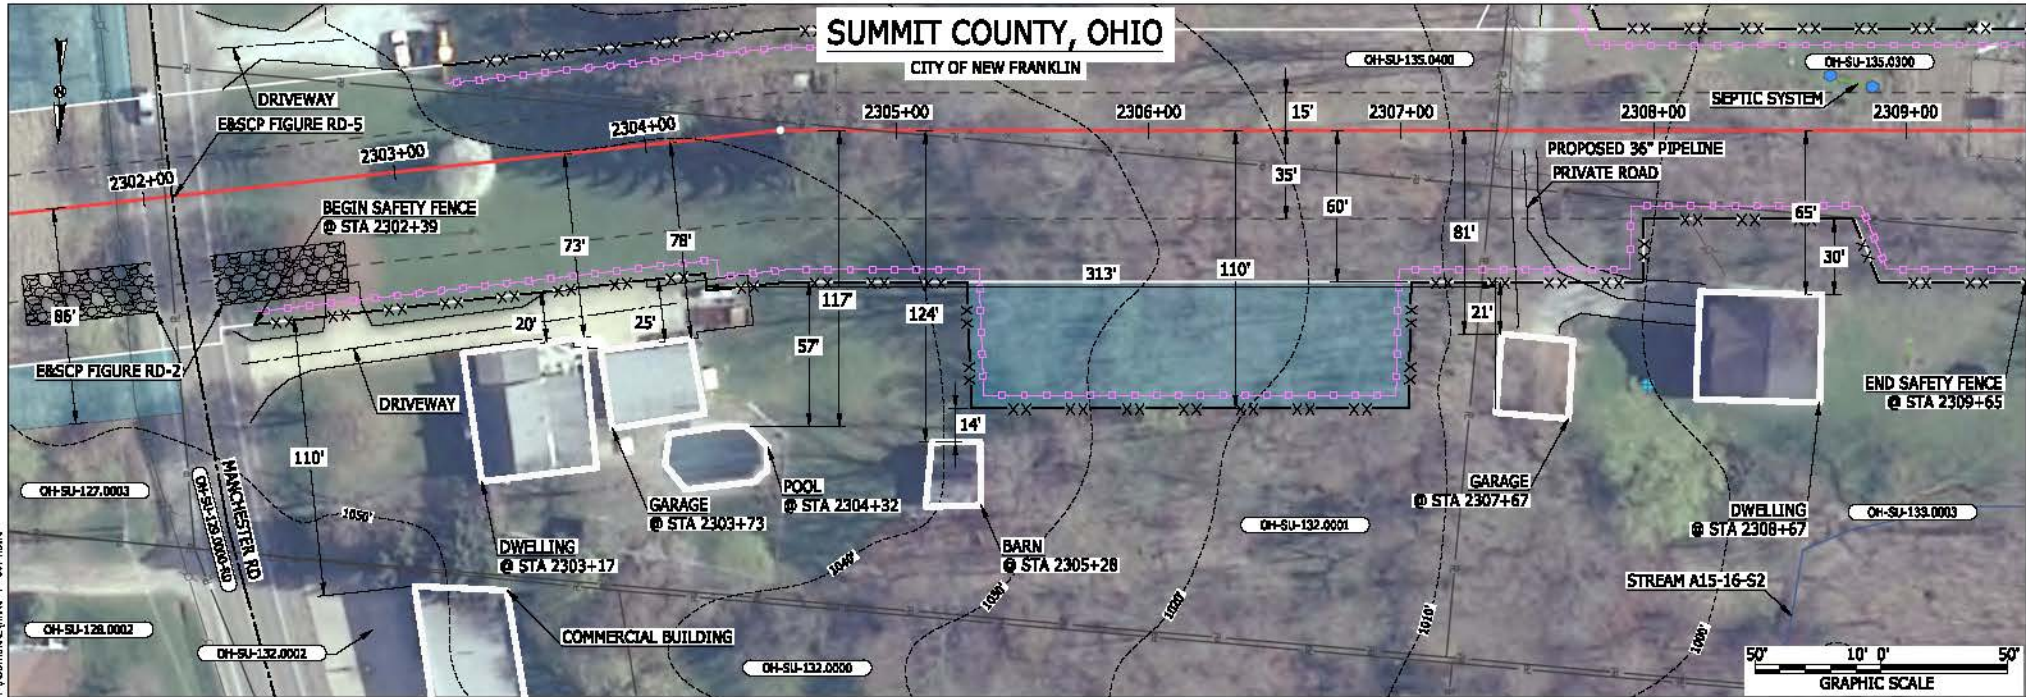 SUMMIT COUNTY, OHIO
CITY OF NEW FRANKLIN
OH-SU-135.0400
OH-SU-135.0300
SEPTIC SYSTEM
DRIVEWAY
E&SCP FIGURE RD-5
2302+00
2303+00
2304+00
2305+00
2306+00
2307+00
2308+00
2309+00
15'
PROPOSED 36" PIPELINE
PRIVATE ROAD
35'
60'
65'
BEGIN SAFETY FENCE
@ STA 2302+39
73'
78'
81'
30'
313'
110'
117'
124'
86'
20'
25'
57'
21'
E&SCP FIGURE RD-2
DRIVEWAY
END SAFETY FENCE
@ STA 2309+65
14'
110'
OH-SU-127.0003
MANCHESTER RD
1050'
GARAGE
@ STA 2303+73
POOL
@ STA 2304+32
GARAGE
@ STA 2307+67
DWELLING
@ STA 2308+67
OH-SU-133.0003
OH-SU-132.0001
DWELLING
@ STA 2303+17
BARN
@ STA 2305+28
1040'
1030'
1020'
1010'
1000'
STREAM A15-16-S2
OH-SU-128.0002
OH-SU-132.0002
COMMERCIAL BUILDING
OH-SU-132.0000
50' 10' 0' 50'
GRAPHIC SCALE